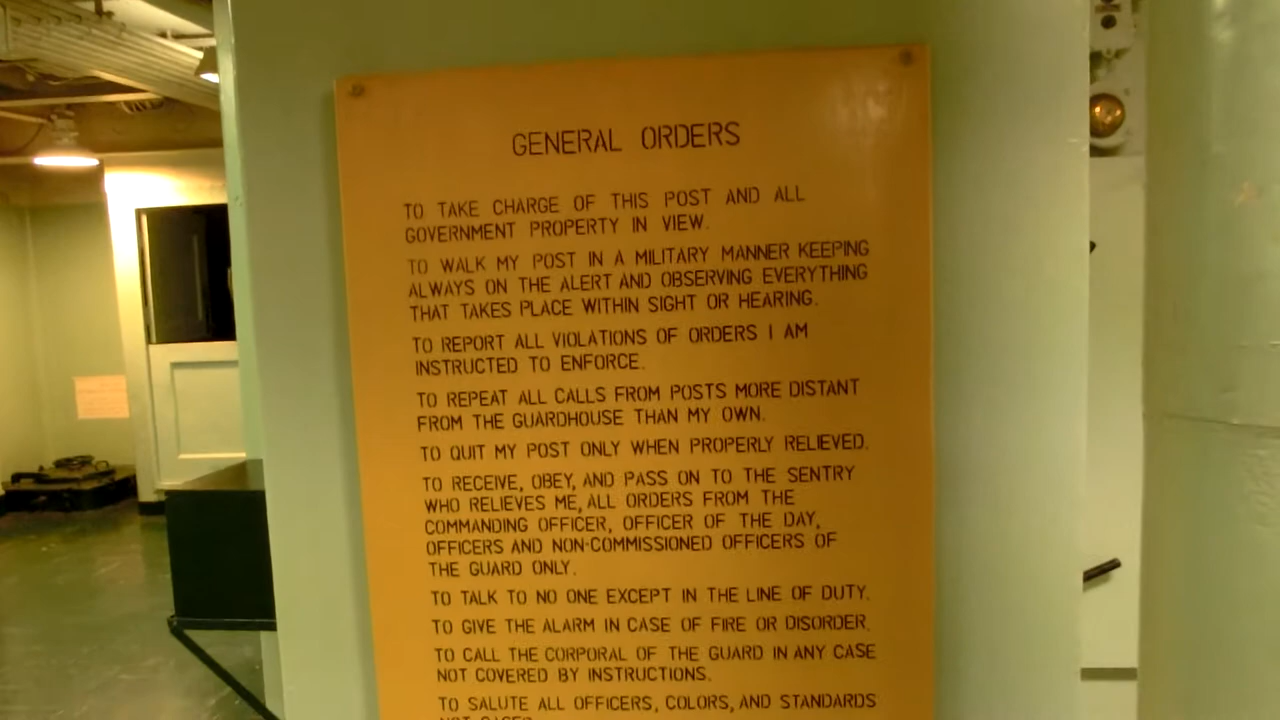 GENERAL ORDERS
TO TAKE CHARGE OF THIS POST AND ALL
GOVERNMENT PROPERTY IN VIEW.
TO WALK MY POST IN A MILITARY MANNER KEEPING
ALWAYS ON THE ALERT AND OBSERVING EVERYTHING
THAT TAKES PLACE WITHIN SIGHT OR HEARING.
TO REPORT ALL VIOLATIONS OF ORDERS I AM
INSTRUCTED TO ENFORCE.
TO REPEAT ALL CALLS FROM POSTS MORE DISTANT
FROM THE GUARDHOUSE THAN MY OWN.
TO QUIT MY POST ONLY WHEN PROPERLY RELIEVED.
TO RECEIVE, OBEY, AND PASS ON TO THE SENTRY
WHO RELIEVES ME, ALL ORDERS FROM THE
COMMANDING OFFICER, OFFICER OF THE DAY,
OFFICERS AND NON-COMMISSIONED OFFICERS OF
THE GUARD ONLY.
TO TALK TO NO ONE EXCEPT IN THE LINE OF DUTY.
TO GIVE THE ALARM IN CASE OF FIRE OR DISORDER.
TO CALL THE CORPORAL OF THE GUARD IN ANY CASE
NOT COVERED BY INSTRUCTIONS.
TO SALUTE ALL OFFICERS, COLORS, AND STANDARDS